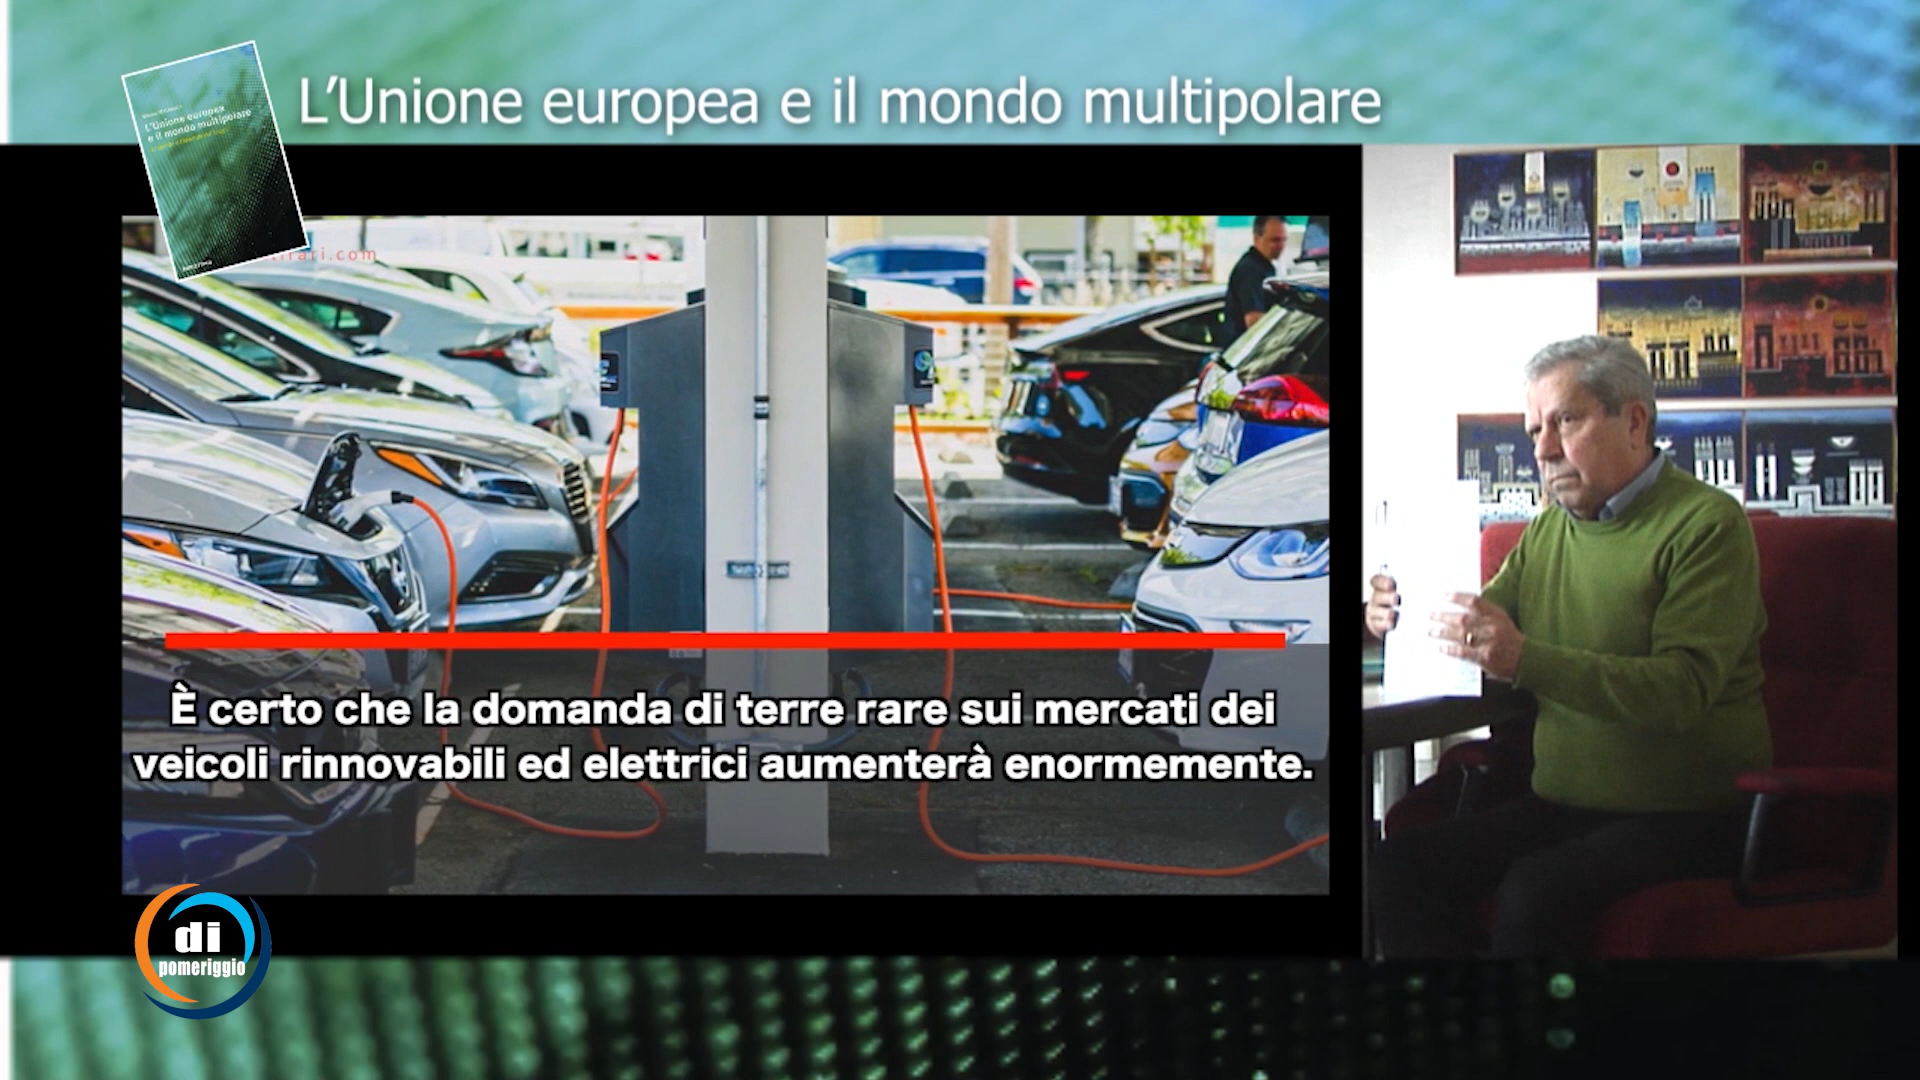 L'Unione europea e il mondo multipolare
L'Unione europea
e il mondo multipolare
È certo che la domanda di terre rare sui mercati dei
veicoli rinnovabili ed elettrici aumenterà enormemente.
di
pomeriggio